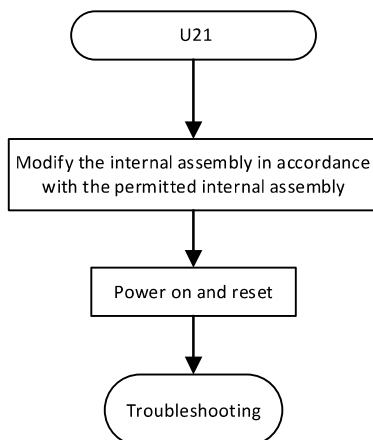 U21
Modify the internal assembly in accordance
with the permitted internal assembly
Power on and reset
Troubleshooting